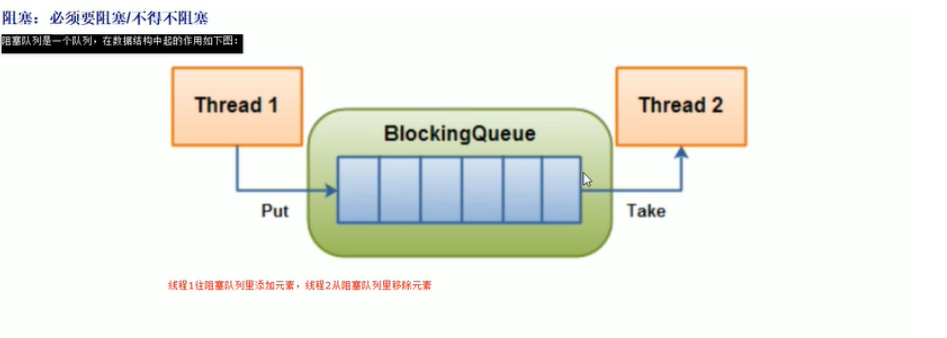 阻塞：必须要阻塞/不得不阻塞
阻塞队列是一个队列，在数据结构中起的作用如下图：
Thread 1
Thread 2
BlockingQueue
Put
Take
线程1往阻塞队列里添加元素，线程2从阻塞队列里移除元素